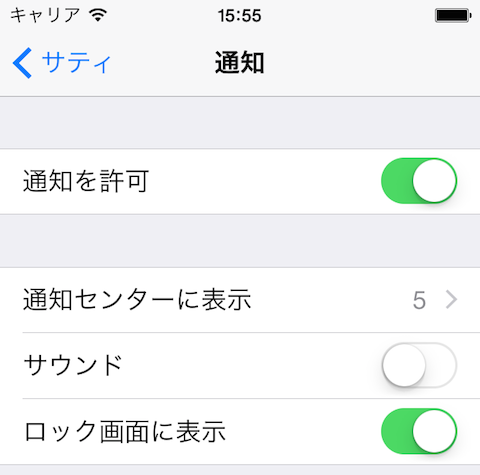 キャリア 15:55
サティ 通知
通知を許可
通知センターに表示 5
サウンド
ロック画面に表示